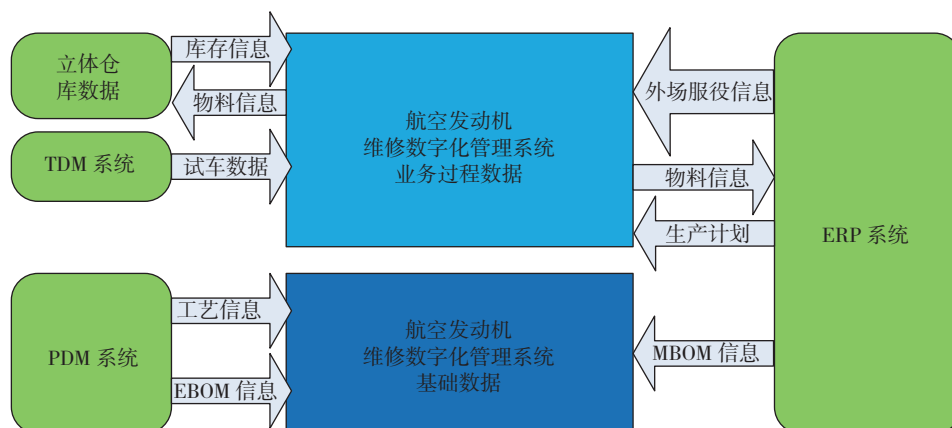 立体仓
库数据
库存信息
物料信息
TDM 系统
试车数据
航空发动机
维修数字化管理系统
业务过程数据
外场服役信息
物料信息
生产计划
ERP 系统
PDM 系统
工艺信息
EBOM 信息
航空发动机
维修数字化管理系统
基础数据
MBOM 信息